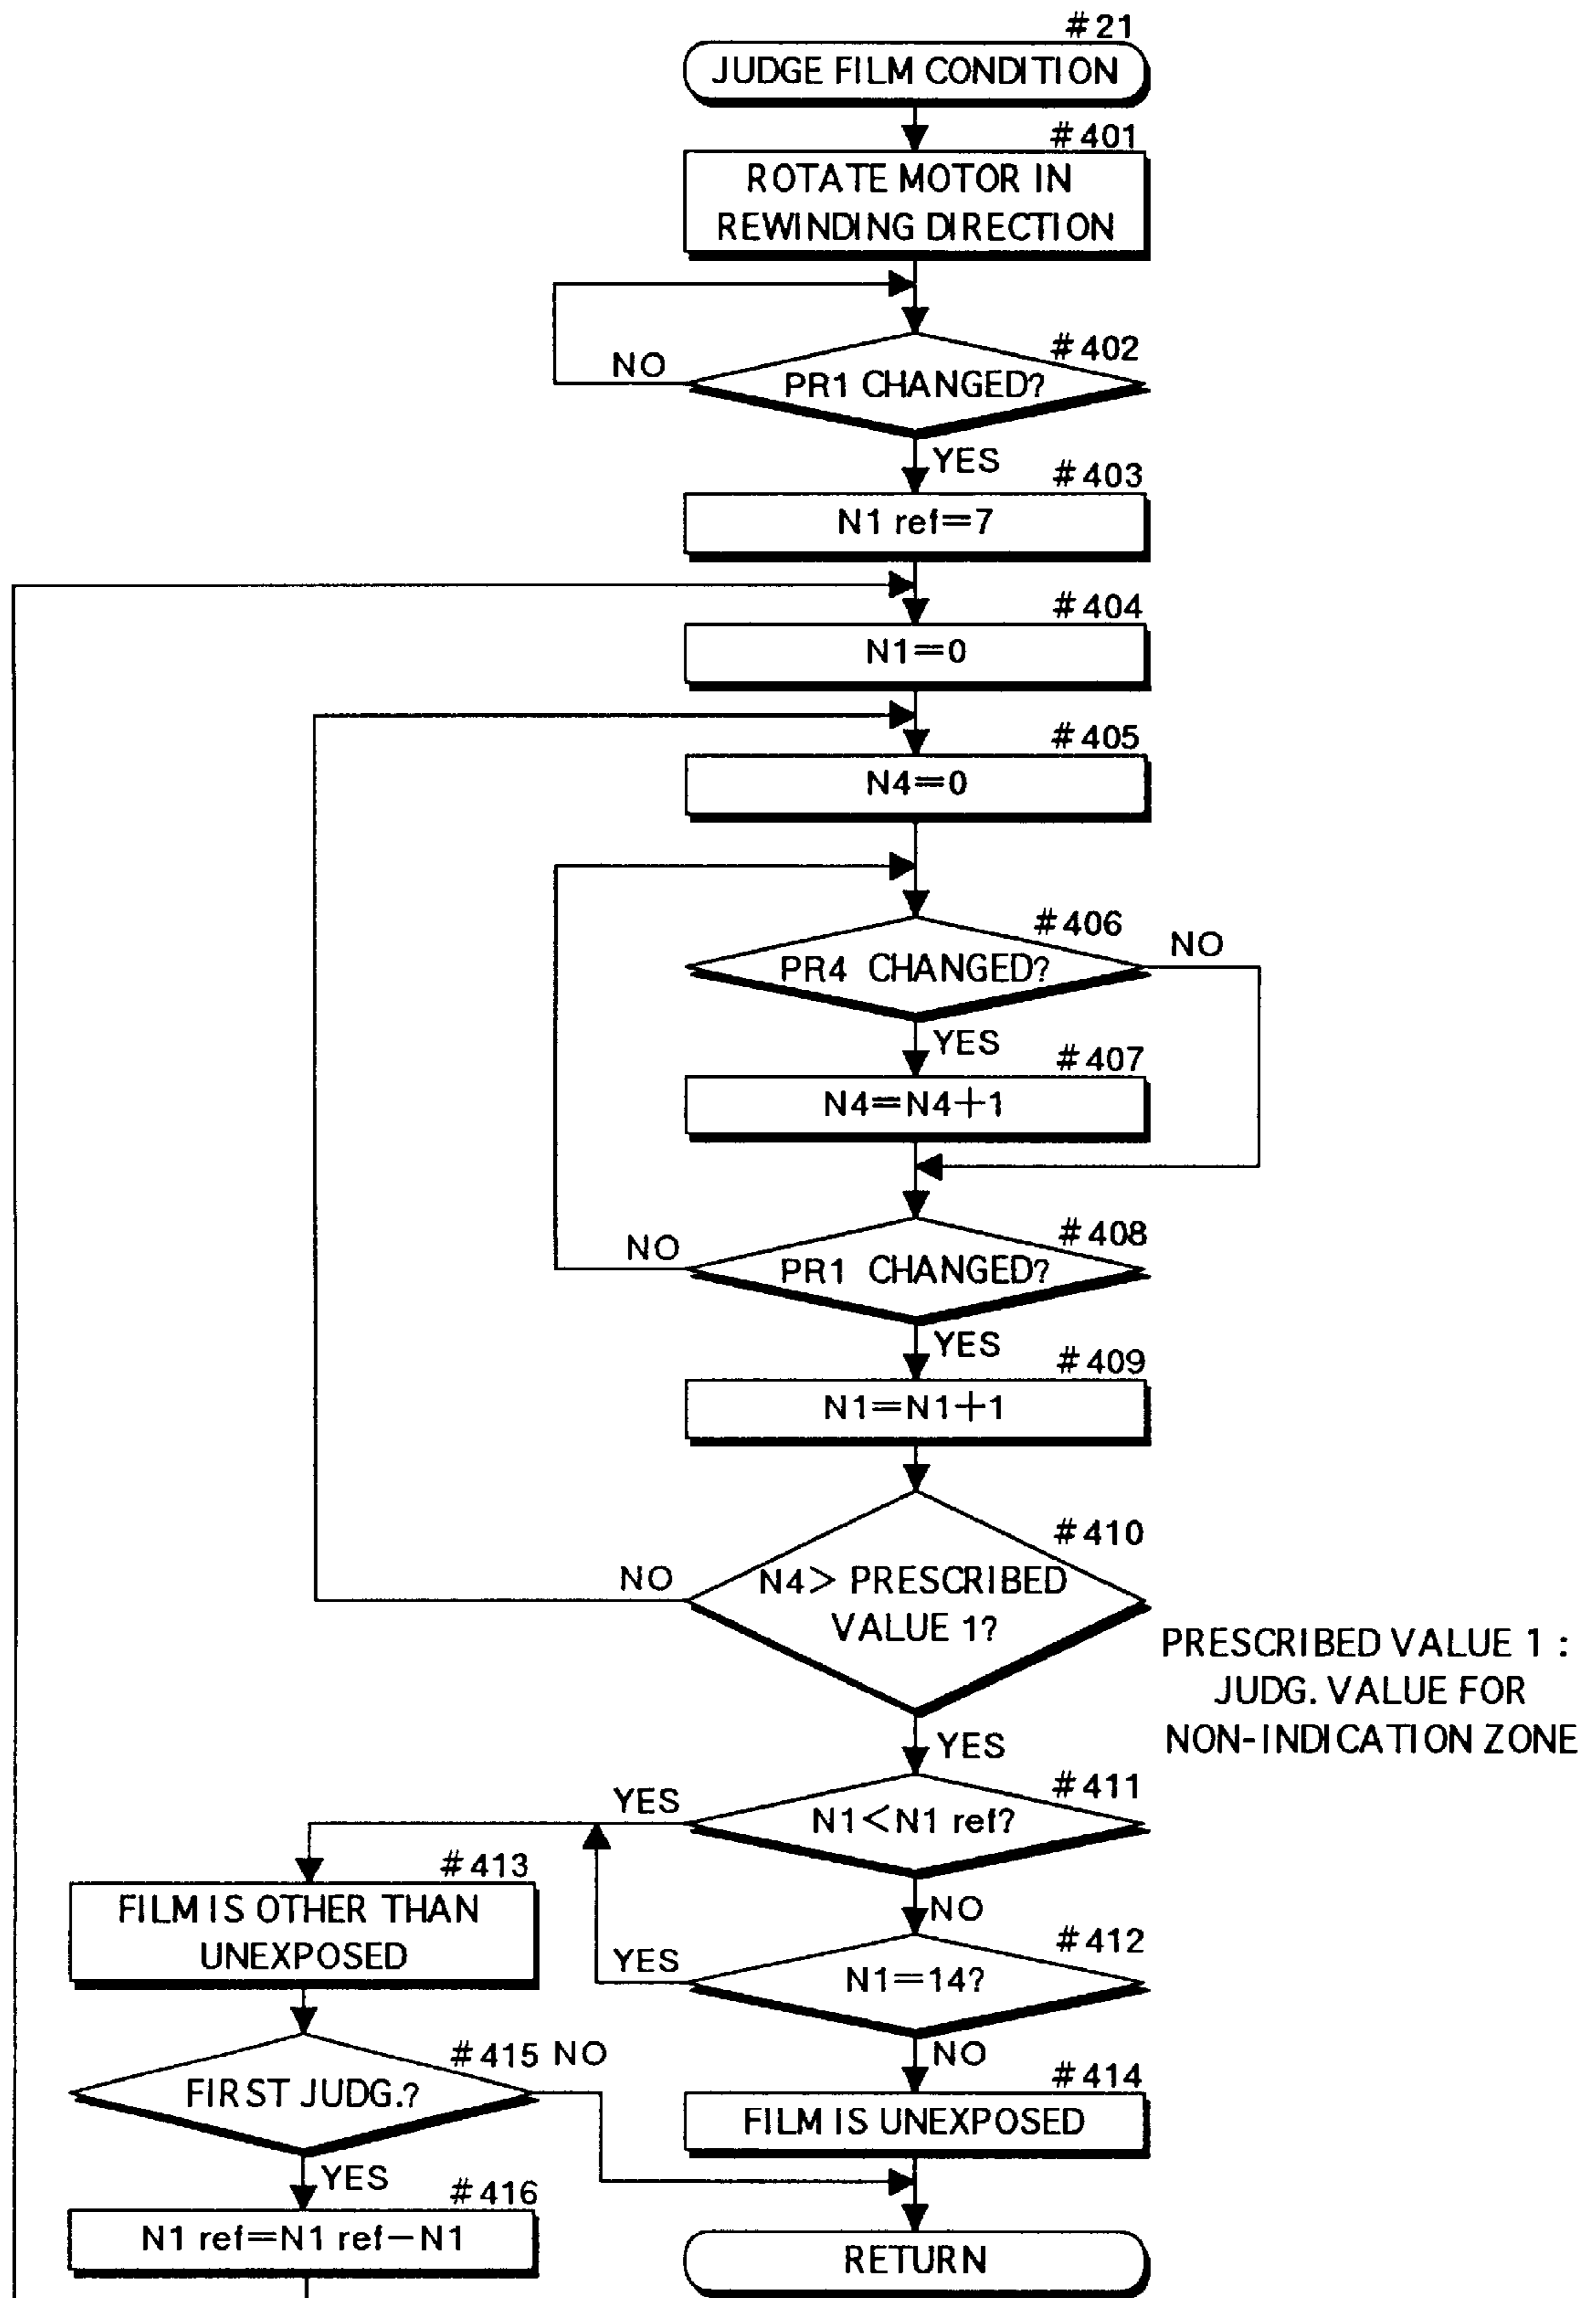 #21
JUDGE FILM CONDITION
#401
ROTATE MOTOR IN
REWINDING DIRECTION
#402
NO
PR1 CHANGED?
YES
#403
N1 ref=7
#404
N1=0
#405
N4=0
#406
NO
PR4 CHANGED?
YES
#407
N4=N4+1
#408
NO
PR1 CHANGED?
YES
#409
N1=N1+1
#410
NO
N4> PRESCRIBED
VALUE 1?
PRESCRIBED VALUE 1 :
JUDG. VALUE FOR
NON-INDICATION ZONE
YES
#411
YES
N1<N1 ref?
#413
FILM IS OTHER THAN
UNEXPOSED
NO
#412
YES
N1=14?
#415 NO
FIRST JUDG.?
NO
#414
FILM IS UNEXPOSED
YES
#416
N1 ref=N1 ref-N1
RETURN